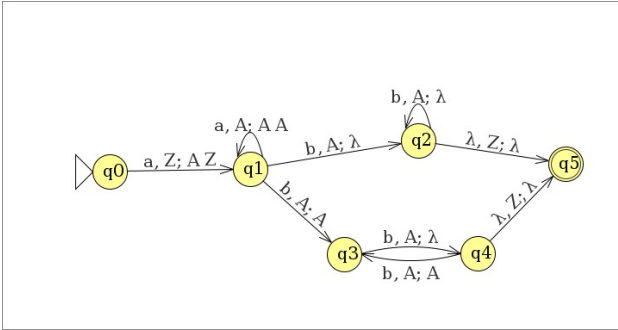 b, A; λ
a, A; A A
q2
λ, Z; λ
b, A; λ
a, Z; A Z
q0
q1
q5
b, A; A
λ, Z; λ
b, A; λ
q3
q4
b, A; A